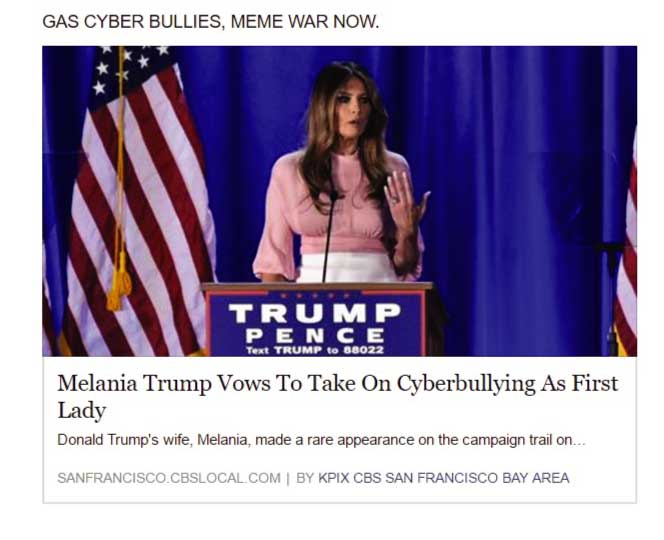 GAS CYBER BULLIES, MEME WAR NOW.
TRUMP
PENCE
Text TRUMP to 88022
Melania Trump Vows To Take On Cyberbullying As First
Lady
Donald Trump's wife, Melania, made a rare appearance on the campaign trail on...
SANFRANCISCO.CBSLOCAL.COM | BY KPIX CBS SAN FRANCISCO BAY AREA